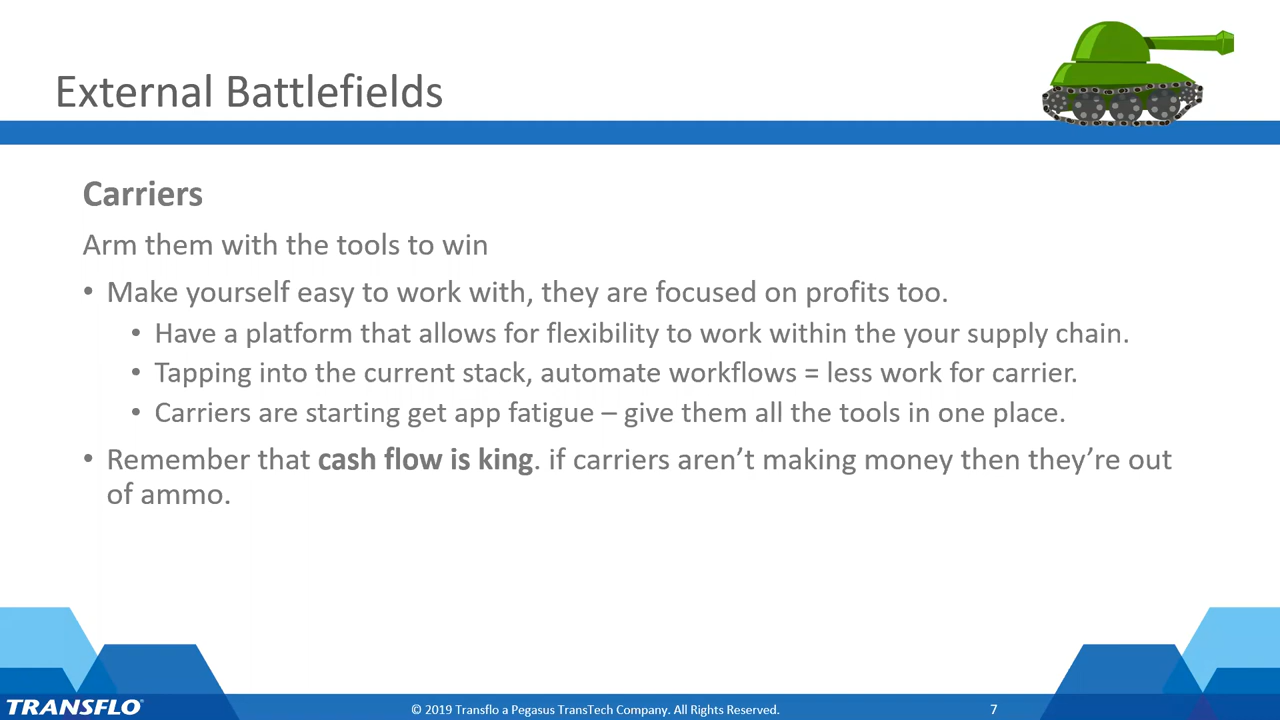 External Battlefields
Carriers
Arm them with the tools to win
• Make yourself easy to work with, they are focused on profits too.
• Have a platform that allows for flexibility to work within the your supply chain.
• Tapping into the current stack, automate workflows = less work for carrier.
• Carriers are starting get app fatigue – give them all the tools in one place.
• Remember that cash flow is king. if carriers aren’t making money then they’re out
of ammo.
TRANSFLO®
© 2019 Transflo a Pegasus TransTech Company. All Rights Reserved.
7